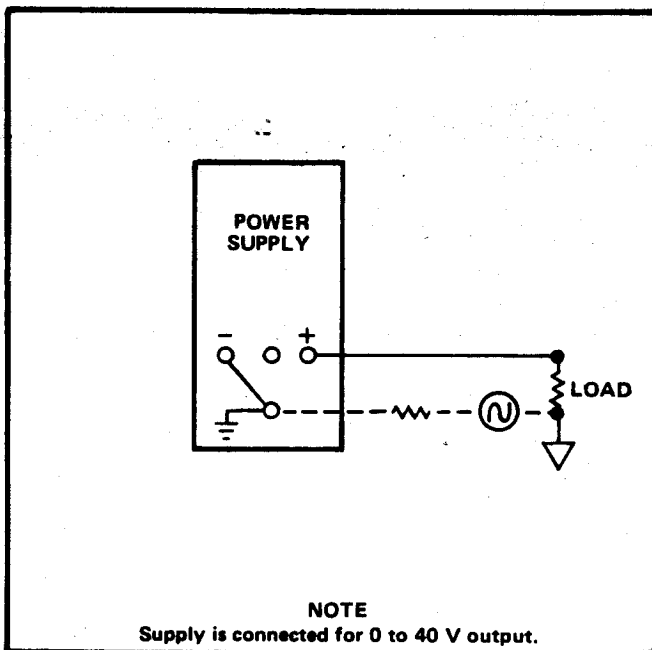 POWER
SUPPLY
- +
LOAD
NOTE
Supply is connected for 0 to 40 V output.